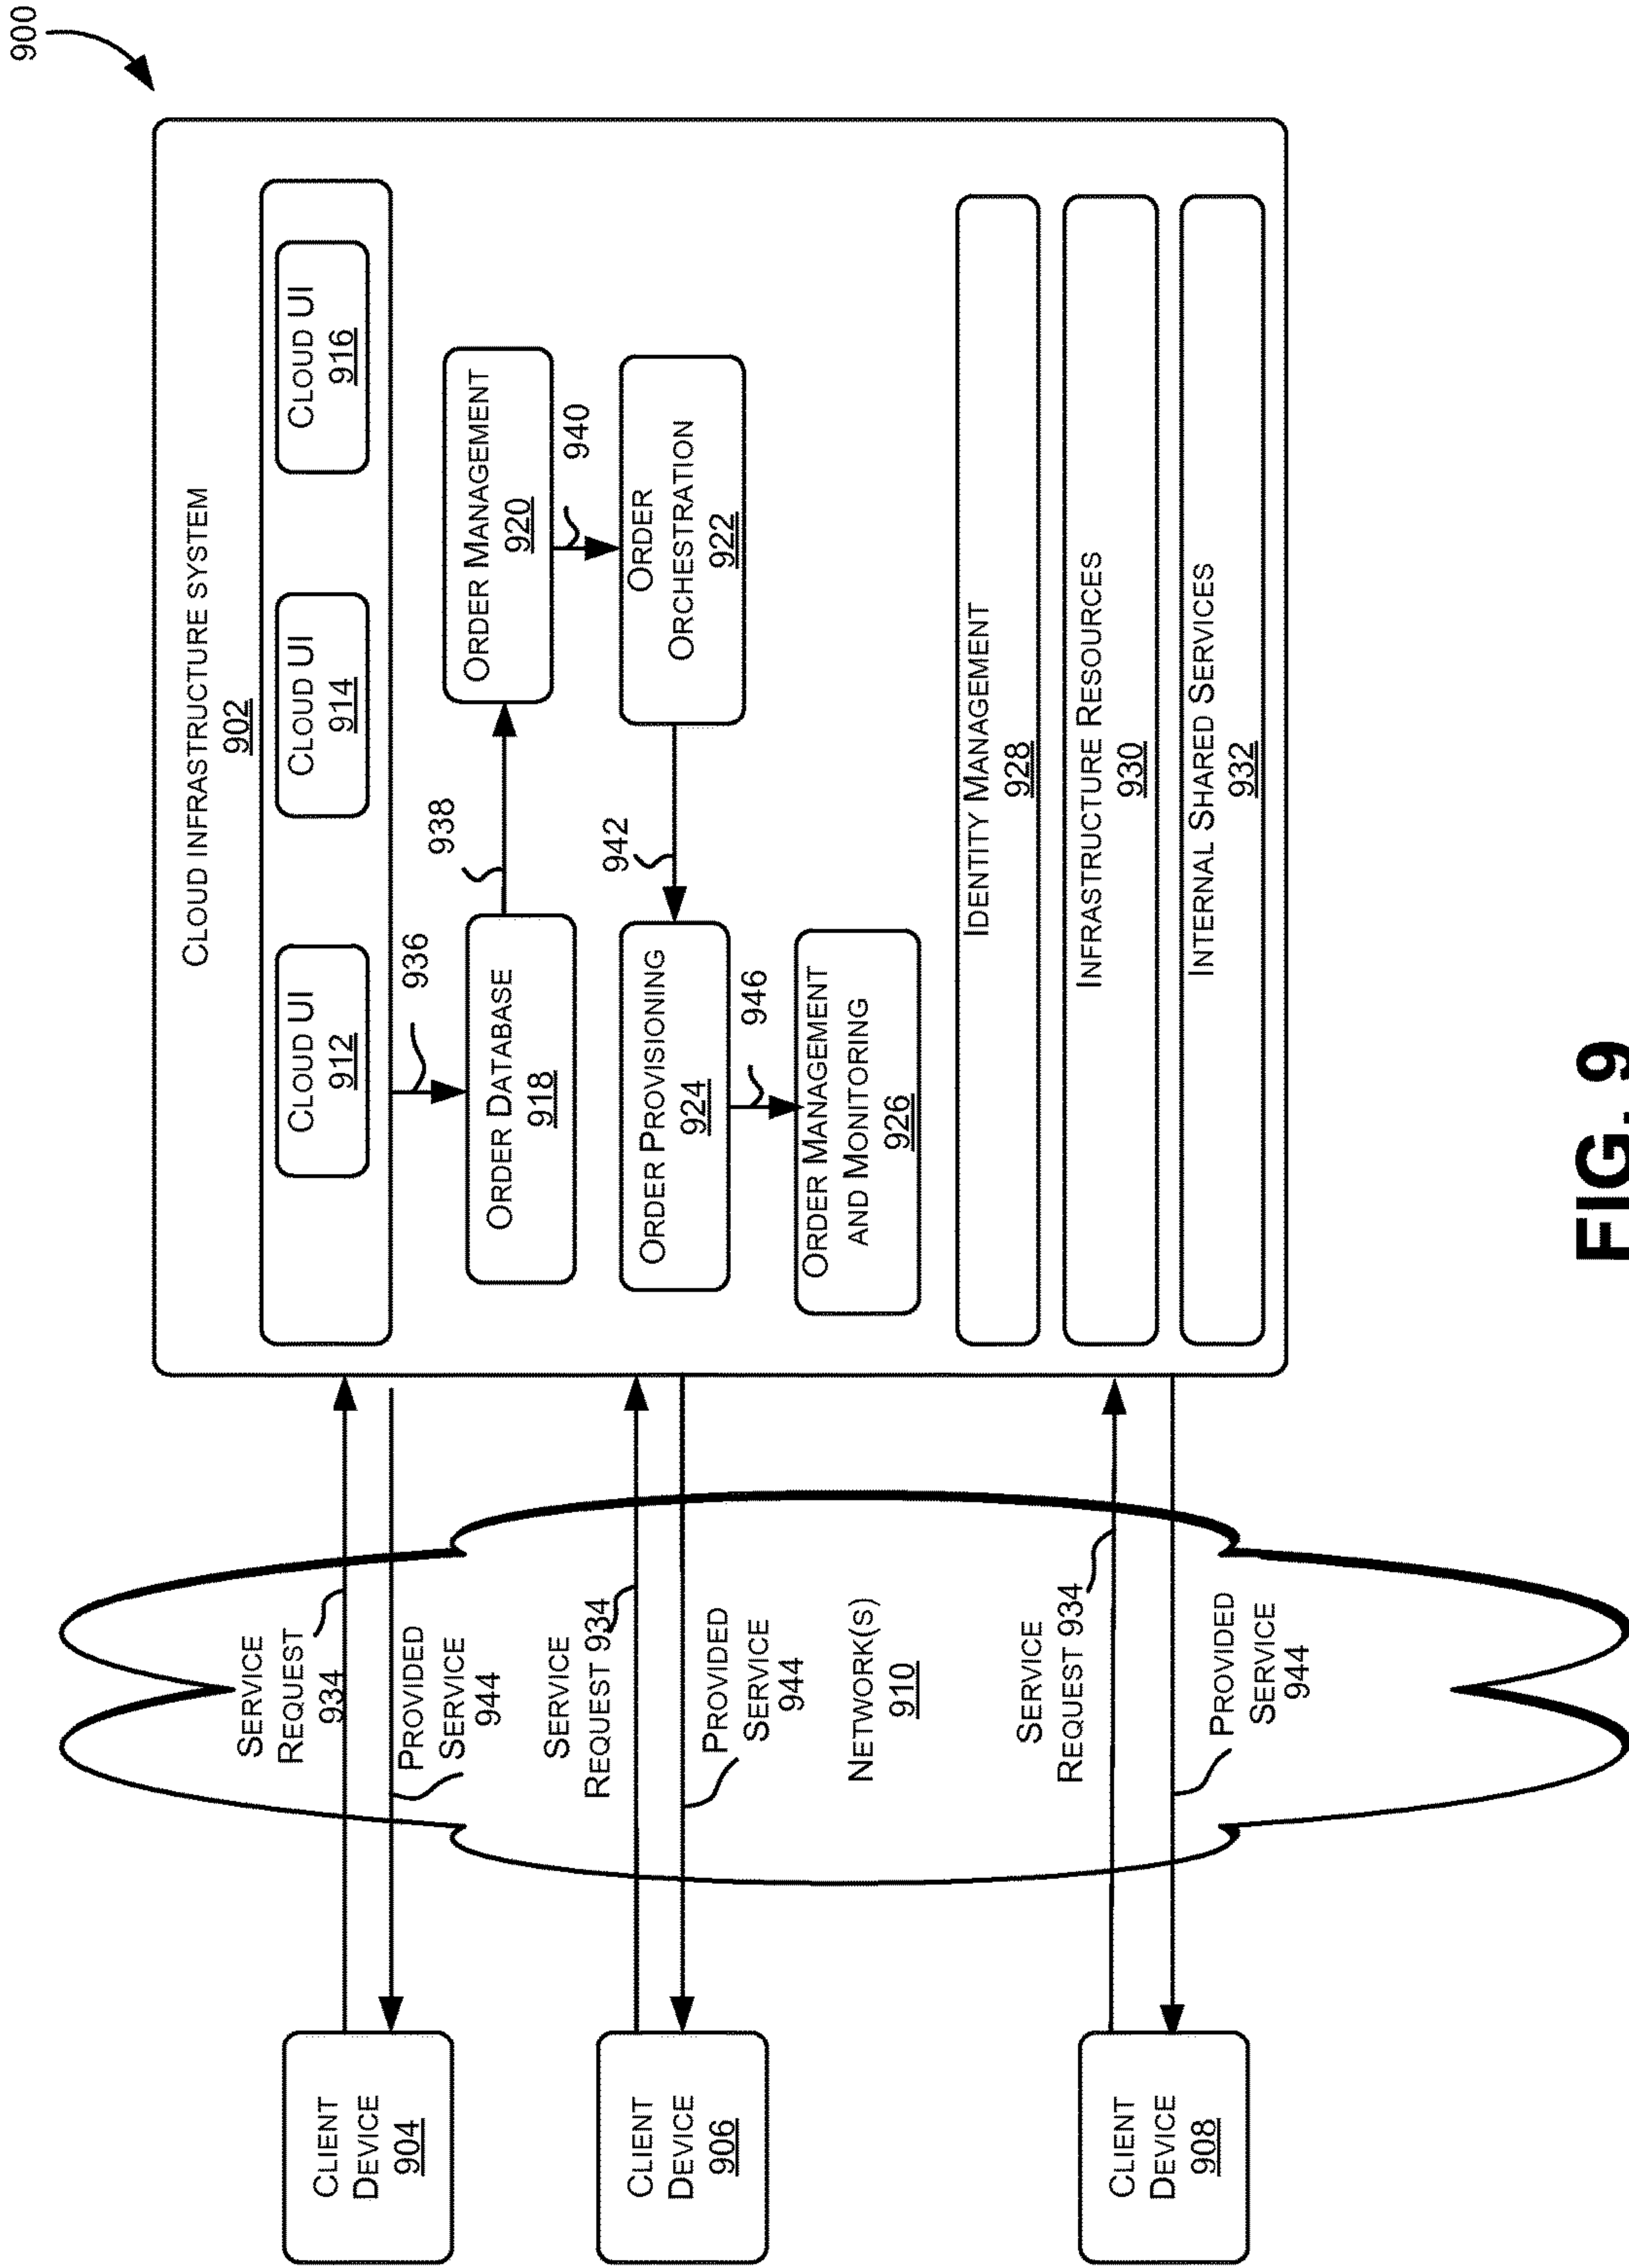 900
CLOUD INFRASTRUCTURE SYSTEM
902
CLOUD UI
912
CLOUD UI
914
CLOUD UI
916
936
ORDER DATABASE
918
938
ORDER MANAGEMENT
920
940
ORDER
ORCHESTRATION
922
942
ORDER PROVISIONING
924
946
ORDER MANAGEMENT
AND MONITORING
926
IDENTITY MANAGEMENT
928
INFRASTRUCTURE RESOURCES
930
INTERNAL SHARED SERVICES
932
CLIENT
DEVICE
904
SERVICE
REQUEST
934
PROVIDED
SERVICE
944
CLIENT
DEVICE
906
SERVICE
REQUEST 934
PROVIDED
SERVICE
944
NETWORK(S)
910
CLIENT
DEVICE
908
SERVICE
REQUEST 934
PROVIDED
SERVICE
944
FIG. 9